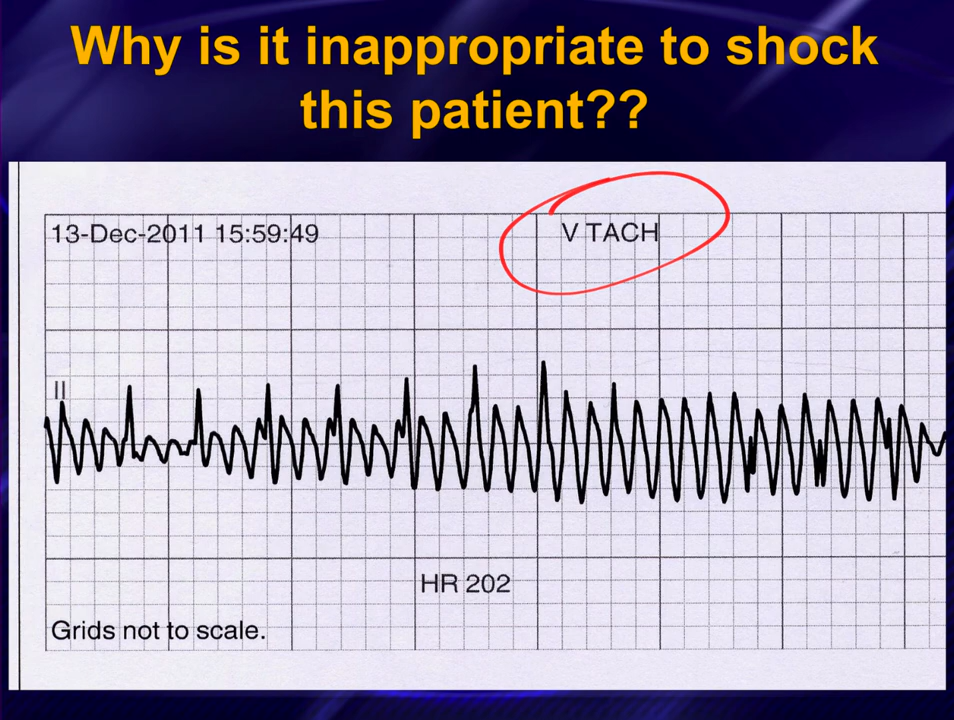 Why is it inappropriate to shock
this patient??
13-Dec-2011 15:59:49 V TACH
II
HR 202
Grids not to scale.